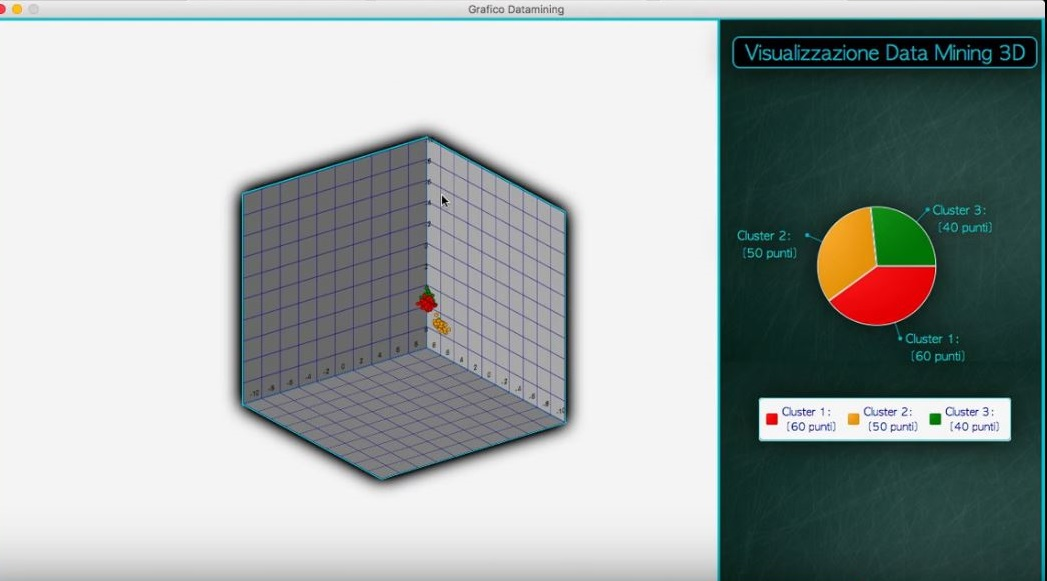 Grafico Datamining
Visualizzazione Data Mining 3D
Cluster 3:
(40 punti)
Cluster 2:
(50 punti)
Cluster 1:
(60 punti)
Cluster 1:
(60 punti)
Cluster 2:
(50 punti)
Cluster 3:
(40 punti)